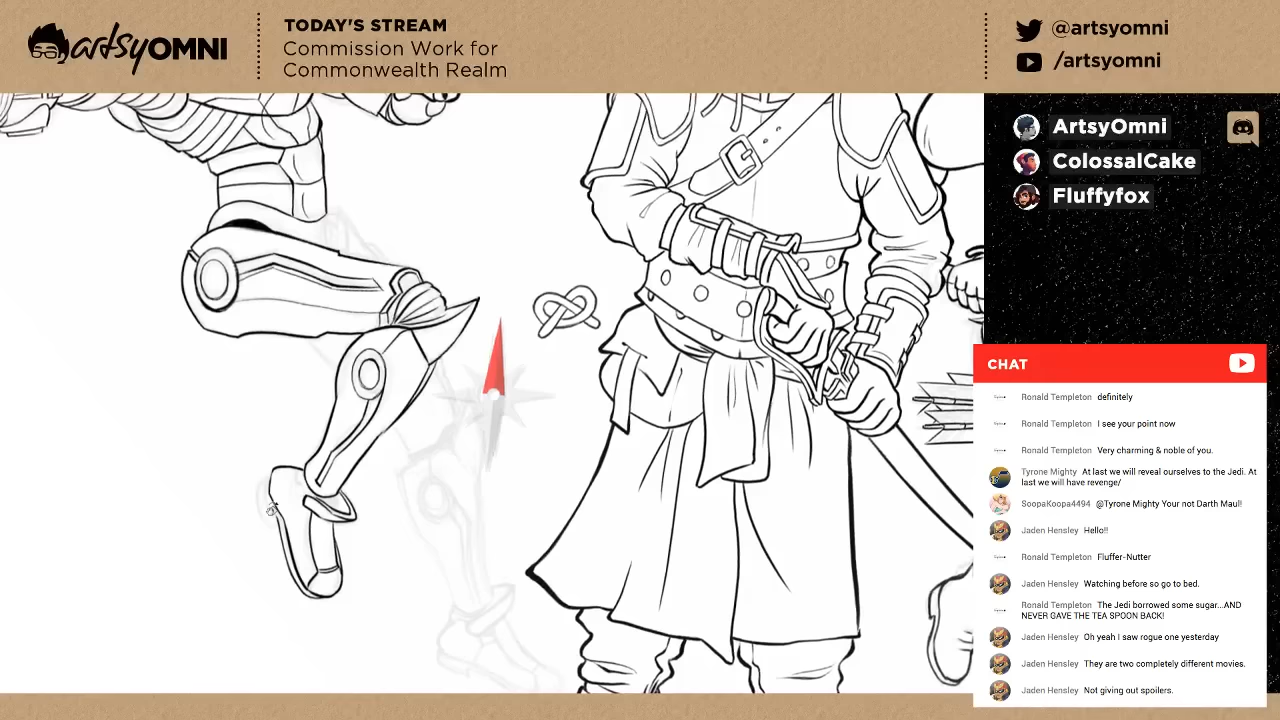 artsyOMNI
TODAY'S STREAM
Commission Work for
Commonwealth Realm
@artsyomni
/artsyomni
ArtsyOmni
ColossalCake
Fluffyfox
CHAT
Ronald Templeton definitely
Ronald Templeton I see your point now
Ronald Templeton Very charming & noble of you.
Tyrone Mighty At last we will reveal ourselves to the Jedi. At
last we will have revenge/
SoopaKoopa4494 @Tyrone Mighty Your not Darth Maul!
Jaden Hensley Hello!!
Ronald Templeton Fluffer-Nutter
Jaden Hensley Watching before so go to bed.
Ronald Templeton The Jedi borrowed some sugar...AND
NEVER GAVE THE TEA SPOON BACK!
Jaden Hensley Oh yeah I saw rogue one yesterday
Jaden Hensley They are two completely different movies.
Jaden Hensley Not giving out spoilers.